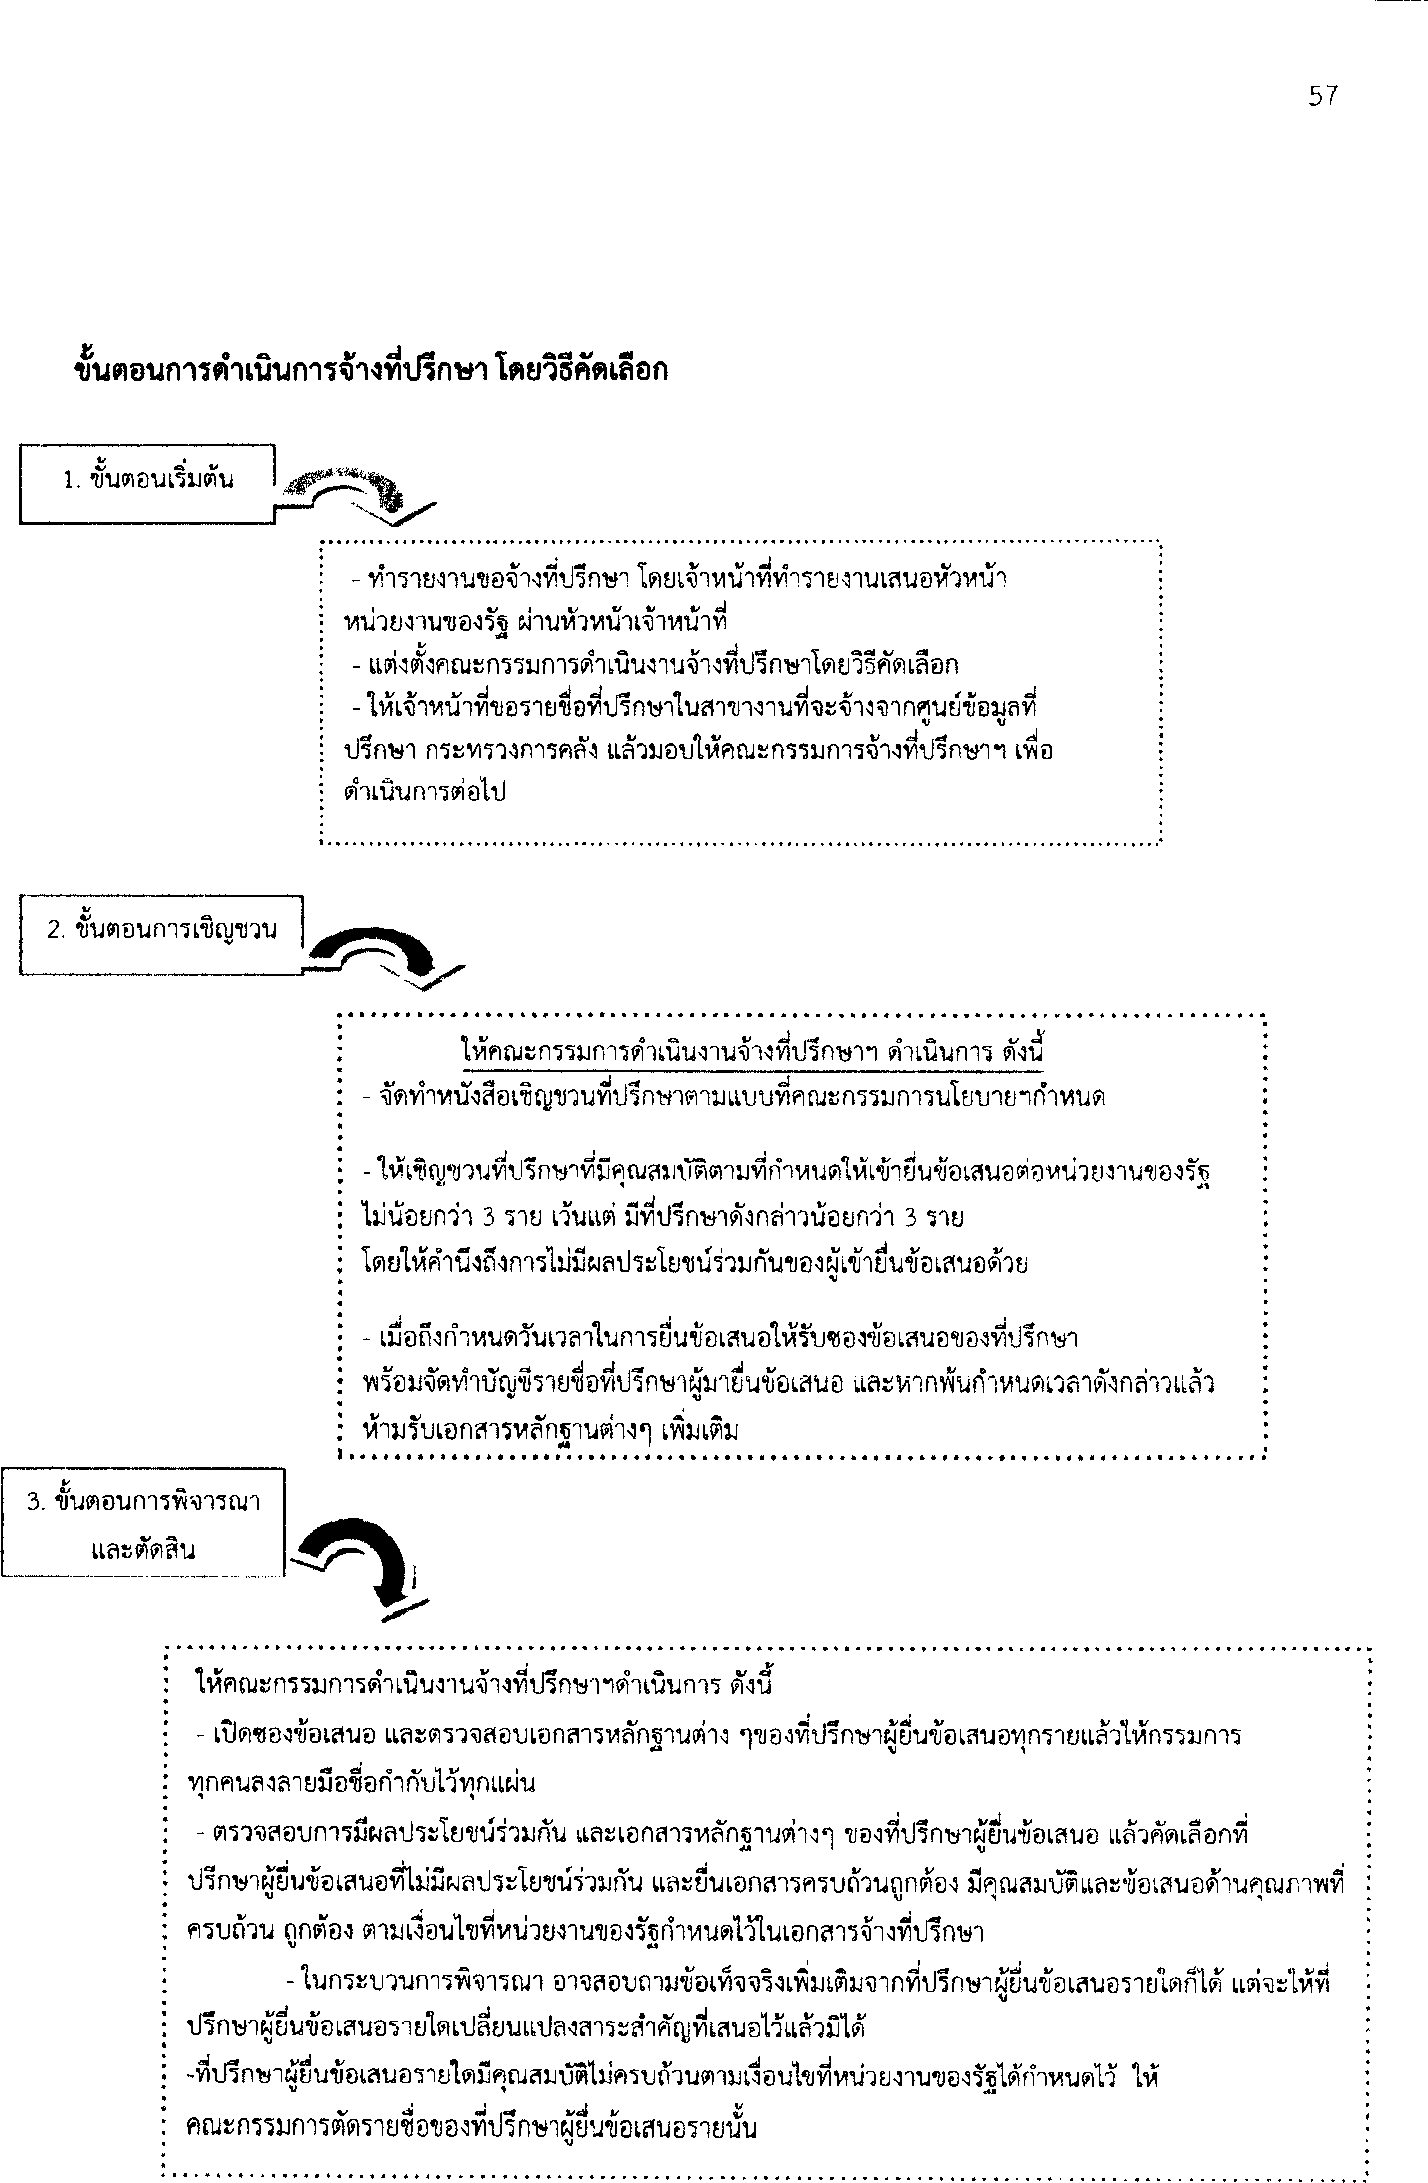 57
ขั้นตอนการดำเนินการจ้างที่ปรึกษา โดยวิธีคัดเลือก
1. ขั้นตอนเริ่มต้น
- ทำรายงานขอจ้างที่ปรึกษา โดยเจ้าหน้าที่ทำรายงานเสนอหัวหน้า
หน่วยงานของรัฐ ผ่านหัวหน้าเจ้าหน้าที่
- แต่งตั้งคณะกรรมการดำเนินงานจ้างที่ปรึกษาโดยวิธีคัดเลือก
- ให้เจ้าหน้าที่ขอรายชื่อที่ปรึกษาในสาขางานที่จะจ้างจากศูนย์ข้อมูลที่
ปรึกษา กระทรวงการคลัง แล้วมอบให้คณะกรรมการจ้างที่ปรึกษาฯ เพื่อ
ดำเนินการต่อไป
2. ขั้นตอนการเชิญชวน
ให้คณะกรรมการดำเนินงานจ้างที่ปรึกษาฯ ดำเนินการ ดังนี้
- จัดทำหนังสือเชิญชวนที่ปรึกษาตามแบบที่คณะกรรมการนโยบายฯกำหนด
- ให้เชิญชวนที่ปรึกษาที่มีคุณสมบัติตามที่กำหนดให้เข้ายื่นข้อเสนอต่อหน่วยงานของรัฐ
ไม่น้อยกว่า 3 ราย เว้นแต่ มีที่ปรึกษาดังกล่าวน้อยกว่า 3 ราย
โดยให้คำนึงถึงการไม่มีผลประโยชน์ร่วมกันของผู้เข้ายื่นข้อเสนอด้วย
- เมื่อถึงกำหนดวันเวลาในการยื่นข้อเสนอให้รับซองข้อเสนอของที่ปรึกษา
พร้อมจัดทำบัญชีรายชื่อที่ปรึกษาผู้มายื่นข้อเสนอ และหากพ้นกำหนดเวลาดังกล่าวแล้ว
ห้ามรับเอกสารหลักฐานต่างๆ เพิ่มเติม
3. ขั้นตอนการพิจารณา
และตัดสิน
ให้คณะกรรมการดำเนินงานจ้างที่ปรึกษาฯดำเนินการ ดังนี้
- เปิดซองข้อเสนอ และตรวจสอบเอกสารหลักฐานต่าง ๆของที่ปรึกษาผู้ยื่นข้อเสนอทุกรายแล้วให้กรรมการ
ทุกคนลงลายมือชื่อกำกับไว้ทุกแผ่น
- ตรวจสอบการมีผลประโยชน์ร่วมกัน และเอกสารหลักฐานต่างๆ ของที่ปรึกษาผู้ยื่นข้อเสนอ แล้วคัดเลือกที่
ปรึกษาผู้ยื่นข้อเสนอที่ไม่มีผลประโยชน์ร่วมกัน และยื่นเอกสารครบถ้วนถูกต้อง มีคุณสมบัติและข้อเสนอด้านคุณภาพที่
ครบถ้วน ถูกต้อง ตามเงื่อนไขที่หน่วยงานของรัฐกำหนดไว้ในเอกสารจ้างที่ปรึกษา
- ในกระบวนการพิจารณา อาจสอบถามข้อเท็จจริงเพิ่มเติมจากที่ปรึกษาผู้ยื่นข้อเสนอรายใดก็ได้ แต่จะให้ที่
ปรึกษาผู้ยื่นข้อเสนอรายใดเปลี่ยนแปลงสาระสำคัญที่เสนอไว้แล้วมิได้
-ที่ปรึกษาผู้ยื่นข้อเสนอรายใดมีคุณสมบัติไม่ครบถ้วนตามเงื่อนไขที่หน่วยงานของรัฐได้กำหนดไว้ ให้
คณะกรรมการตัดรายชื่อของที่ปรึกษาผู้ยื่นข้อเสนอรายนั้น